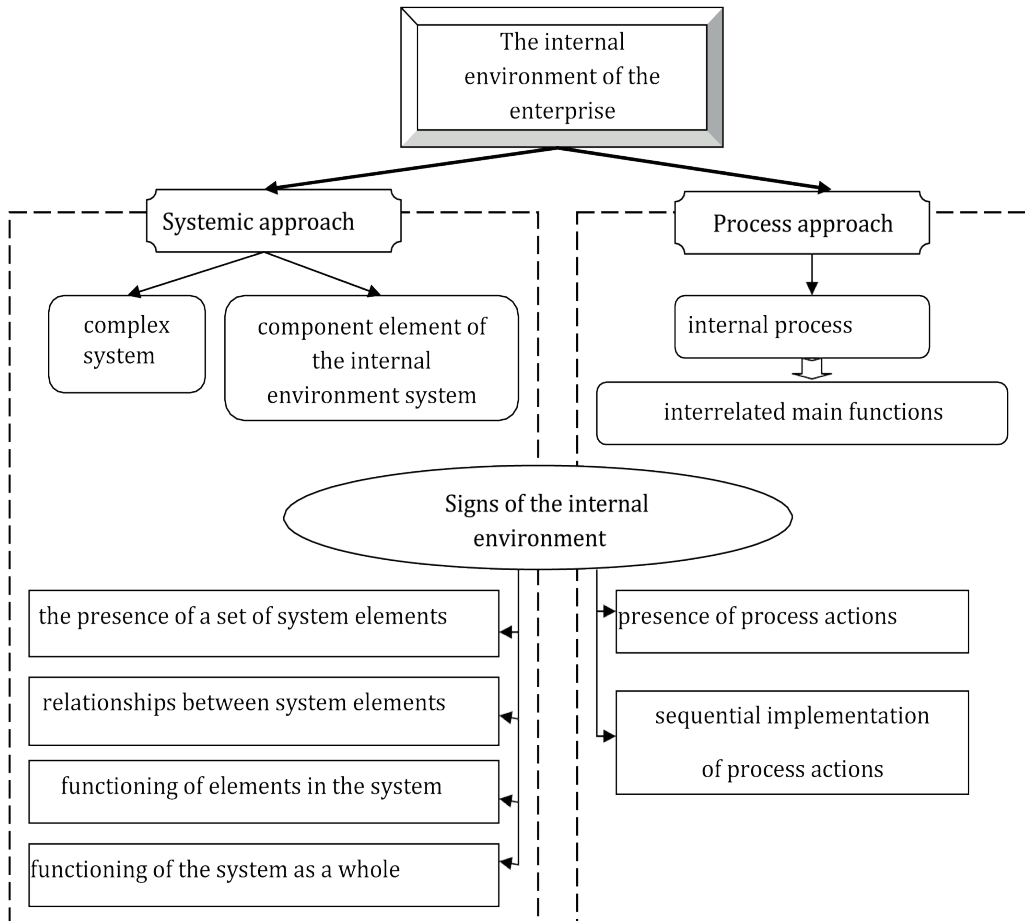 The internal
environment of the
enterprise
Systemic approach
Process approach
complex
system
component element of
the internal
environment system
internal process
interrelated main functions
Signs of the internal
environment
the presence of a set of system elements
relationships between system elements
functioning of elements in the system
functioning of the system as a whole
presence of process actions
sequential implementation
of process actions